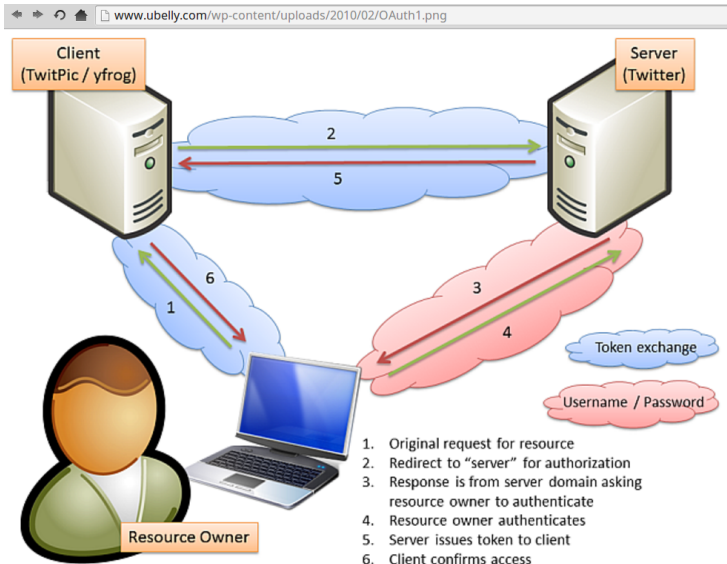 www.ubelly.com/wp-content/uploads/2010/02/OAuth1.png
Client
(TwitPic / yfrog)
Server
(Twitter)
2
5
6
1
3
4
Token exchange
Username / Password
1. Original request for resource
2. Redirect to “server” for authorization
3. Response is from server domain asking
resource owner to authenticate
4. Resource owner authenticates
5. Server issues token to client
6. Client confirms access
Resource Owner